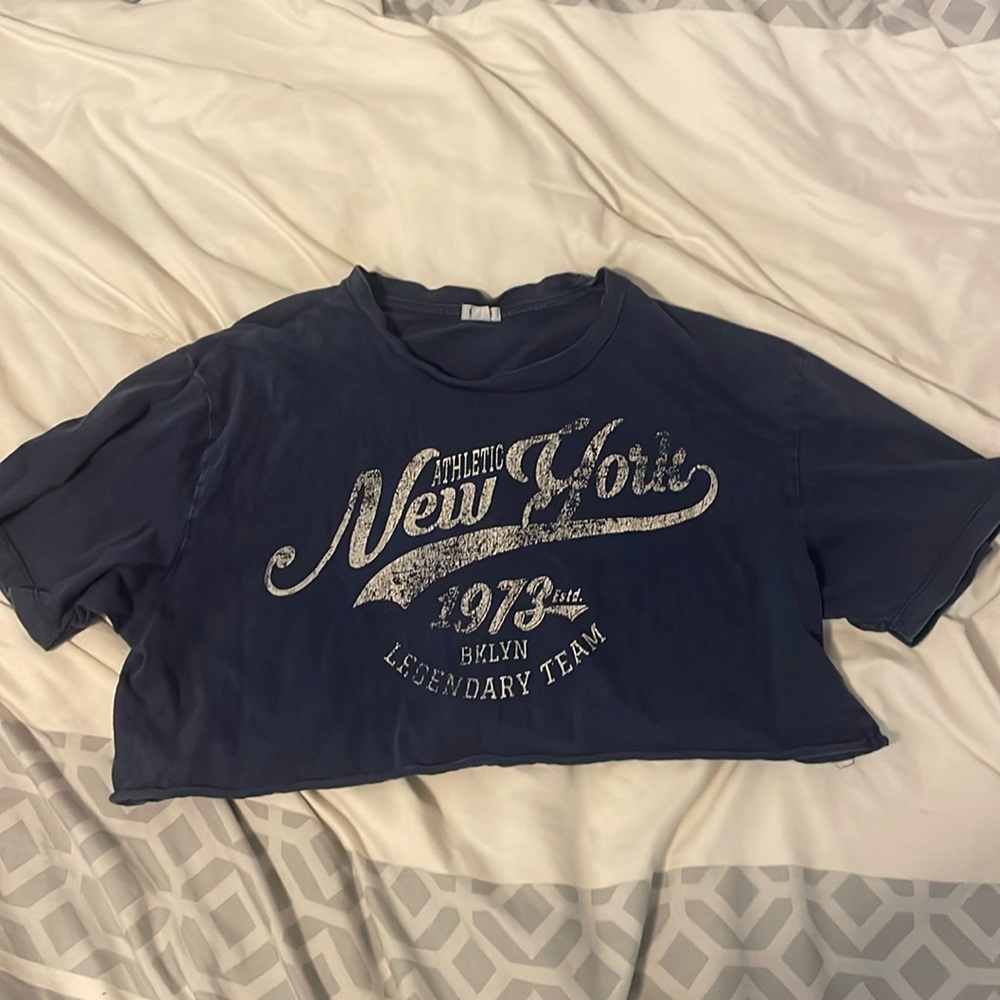 ATHLETIC
New York
1973 Estd.
BKLYN
LEGENDARY TEAM